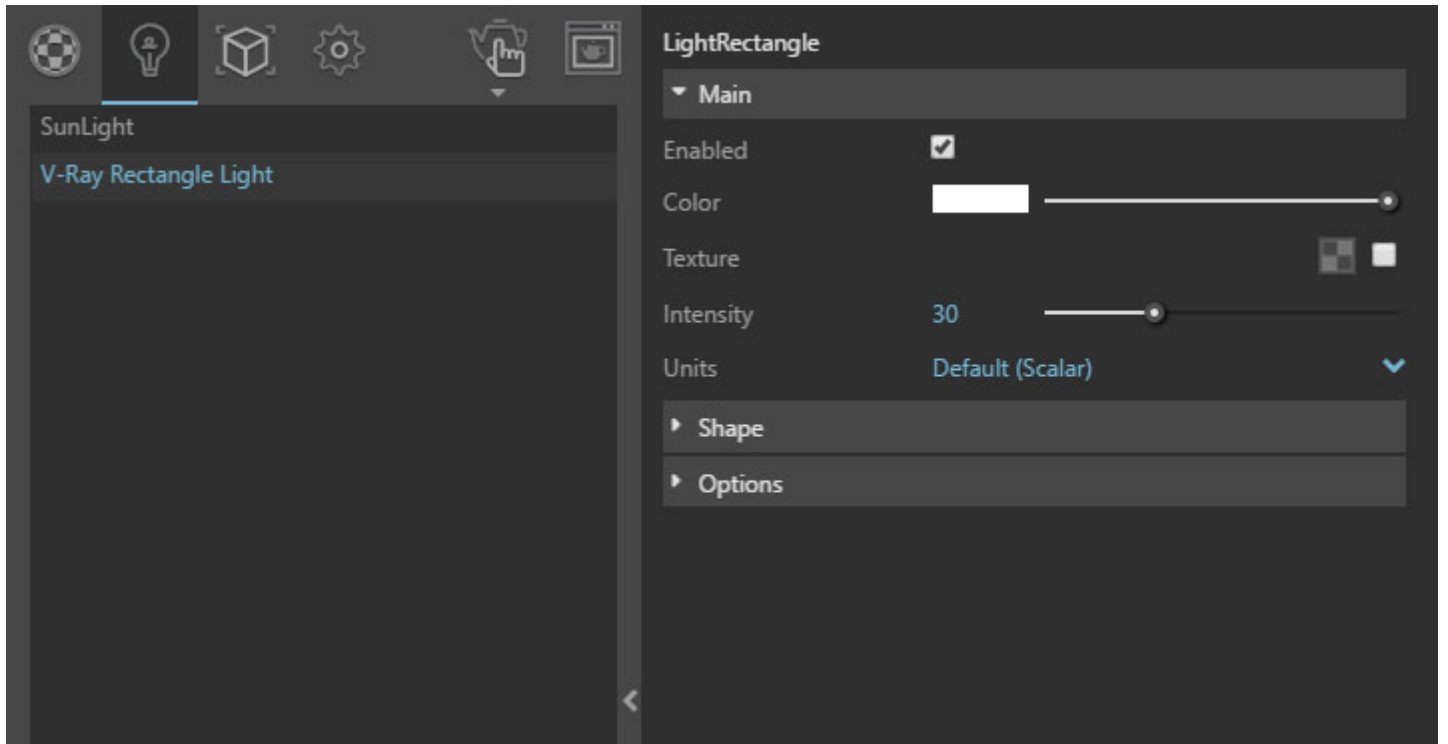 SunLight
V-Ray Rectangle Light
LightRectangle
Main
Enabled
Color
Texture
Intensity 30
Units Default (Scalar)
Shape
Options